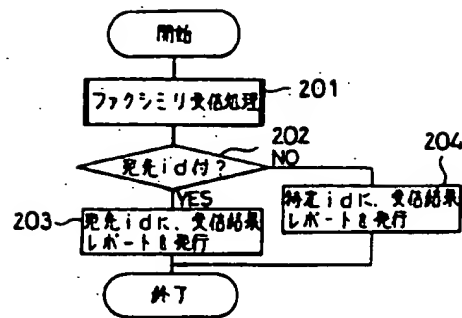 開始
ファクシミリ受信処理
201
宛先id付?
202
NO
YES
204
203
宛先idに、受信結果
レポートを発行
特定idに、受信結果
レポートを発行
終了